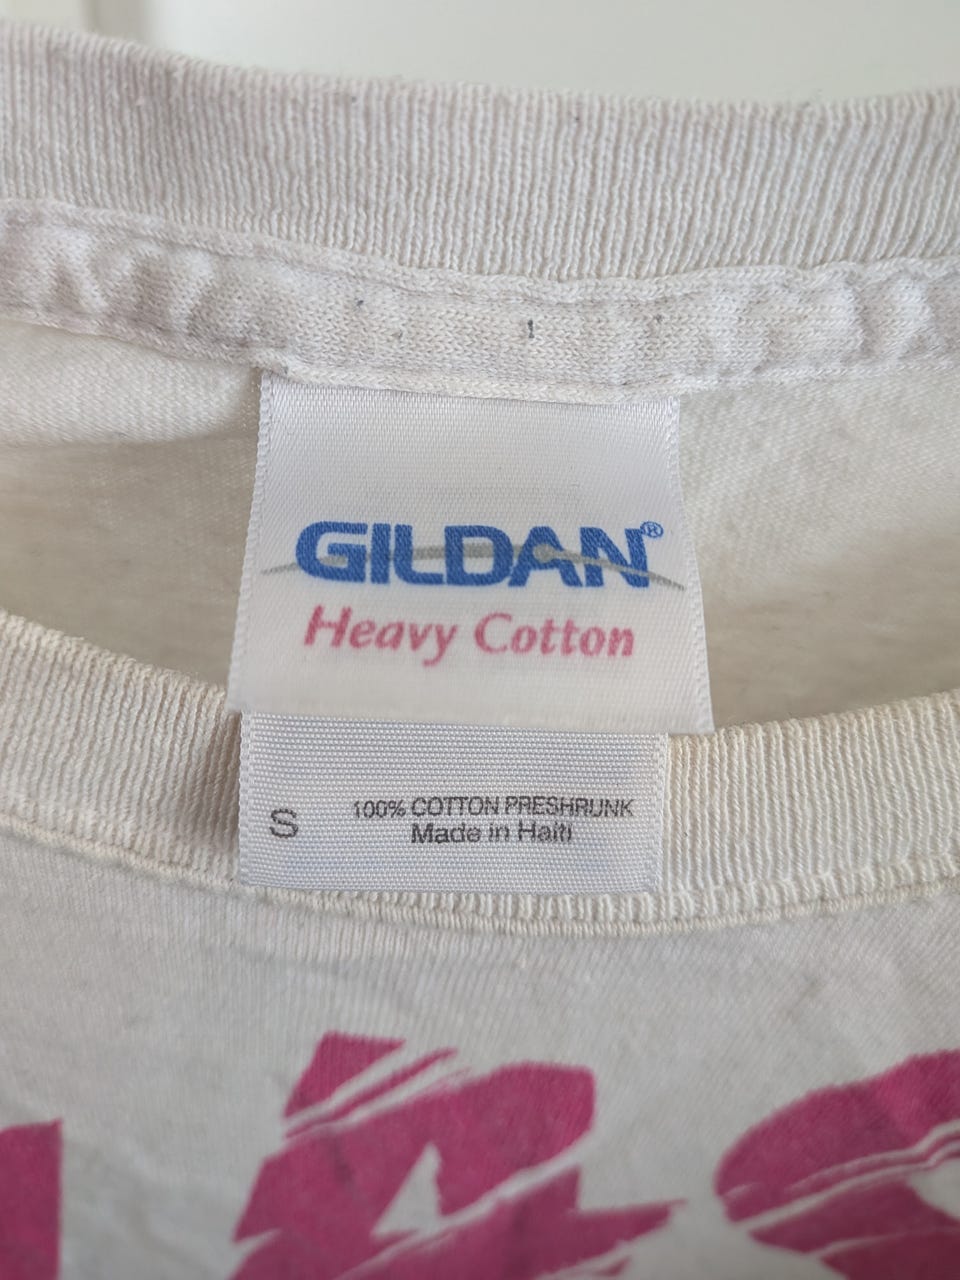 GILDAN®
Heavy Cotton
S 100% COTTON PRESHRUNK
Made in Haiti